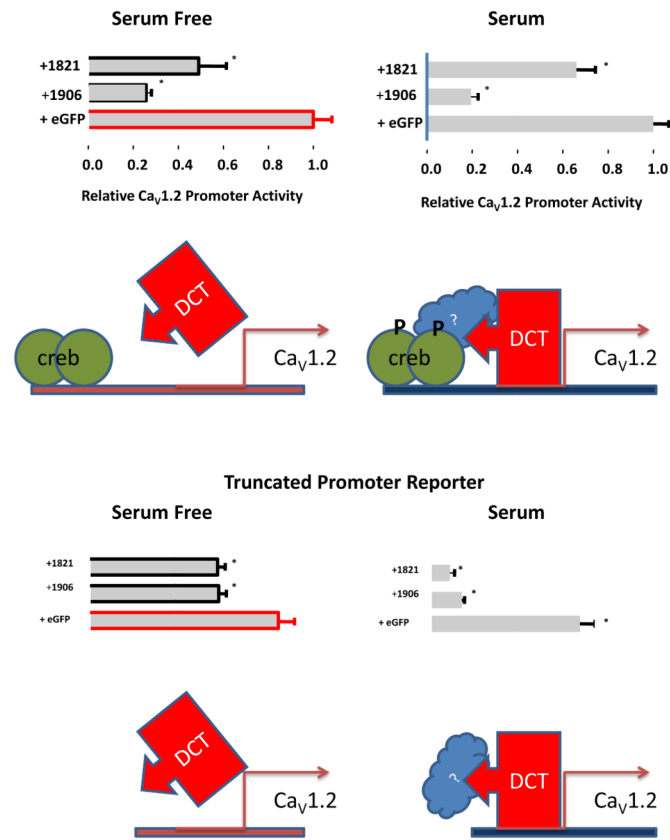 Serum Free
Serum
+1821 *
+1906 *
+ eGFP
0.0 0.2 0.4 0.6 0.8 1.0
Relative CaV1.2 Promoter Activity
+1821 *
+1906 *
+ eGFP
0.0 0.2 0.4 0.6 0.8 1.0
Relative CaV1.2 Promoter Activity
creb
DCT
CaV1.2
P P
?
creb
DCT
CaV1.2
Truncated Promoter Reporter
Serum Free
Serum
+1821 *
+1906 *
+ eGFP
+1821 *
+1906 *
+ eGFP *
DCT
CaV1.2
?
DCT
CaV1.2